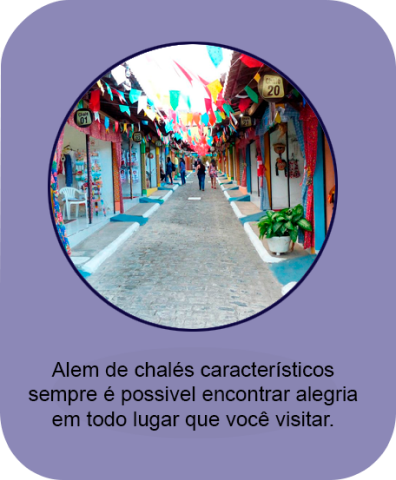 20
Alem de chalés característicos
sempre é possivel encontrar alegria
em todo lugar que você visitar.